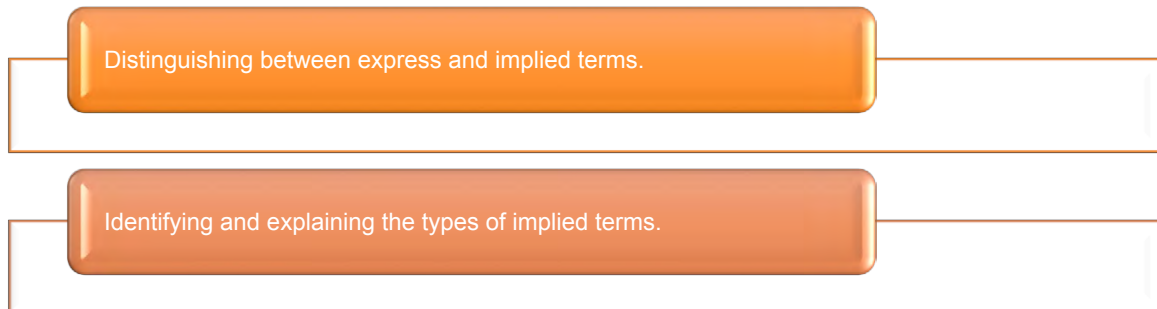 Distinguishing between express and implied terms.
Identifying and explaining the types of implied terms.